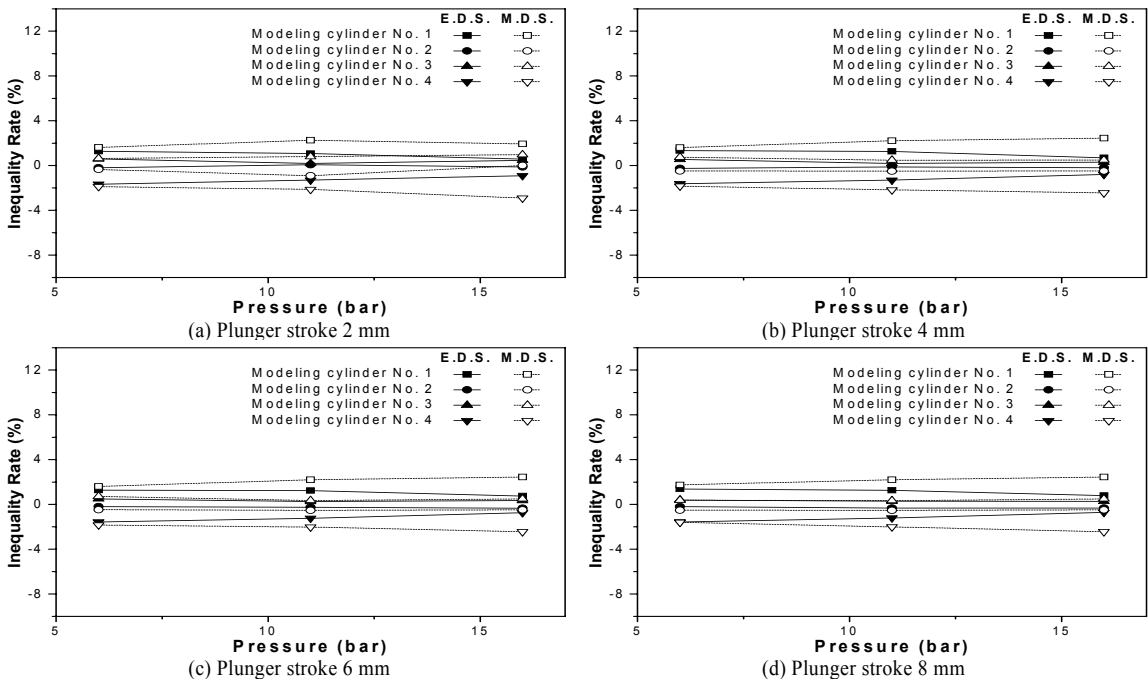 E.D.S. M.D.S.
Modeling cylinder No. 1
Modeling cylinder No. 2
Modeling cylinder No. 3
Modeling cylinder No. 4
12
8
4
0
-4
-8
Inequality Rate (%)
5 10 15
Pressure (bar)
(a) Plunger stroke 2 mm
E.D.S. M.D.S.
Modeling cylinder No. 1
Modeling cylinder No. 2
Modeling cylinder No. 3
Modeling cylinder No. 4
12
8
4
0
-4
-8
Inequality Rate (%)
5 10 15
Pressure (bar)
(b) Plunger stroke 4 mm
E.D.S. M.D.S.
Modeling cylinder No. 1
Modeling cylinder No. 2
Modeling cylinder No. 3
Modeling cylinder No. 4
12
8
4
0
-4
-8
Inequality Rate (%)
5 10 15
Pressure (bar)
(c) Plunger stroke 6 mm
E.D.S. M.D.S.
Modeling cylinder No. 1
Modeling cylinder No. 2
Modeling cylinder No. 3
Modeling cylinder No. 4
12
8
4
0
-4
-8
Inequality Rate (%)
5 10 15
Pressure (bar)
(d) Plunger stroke 8 mm